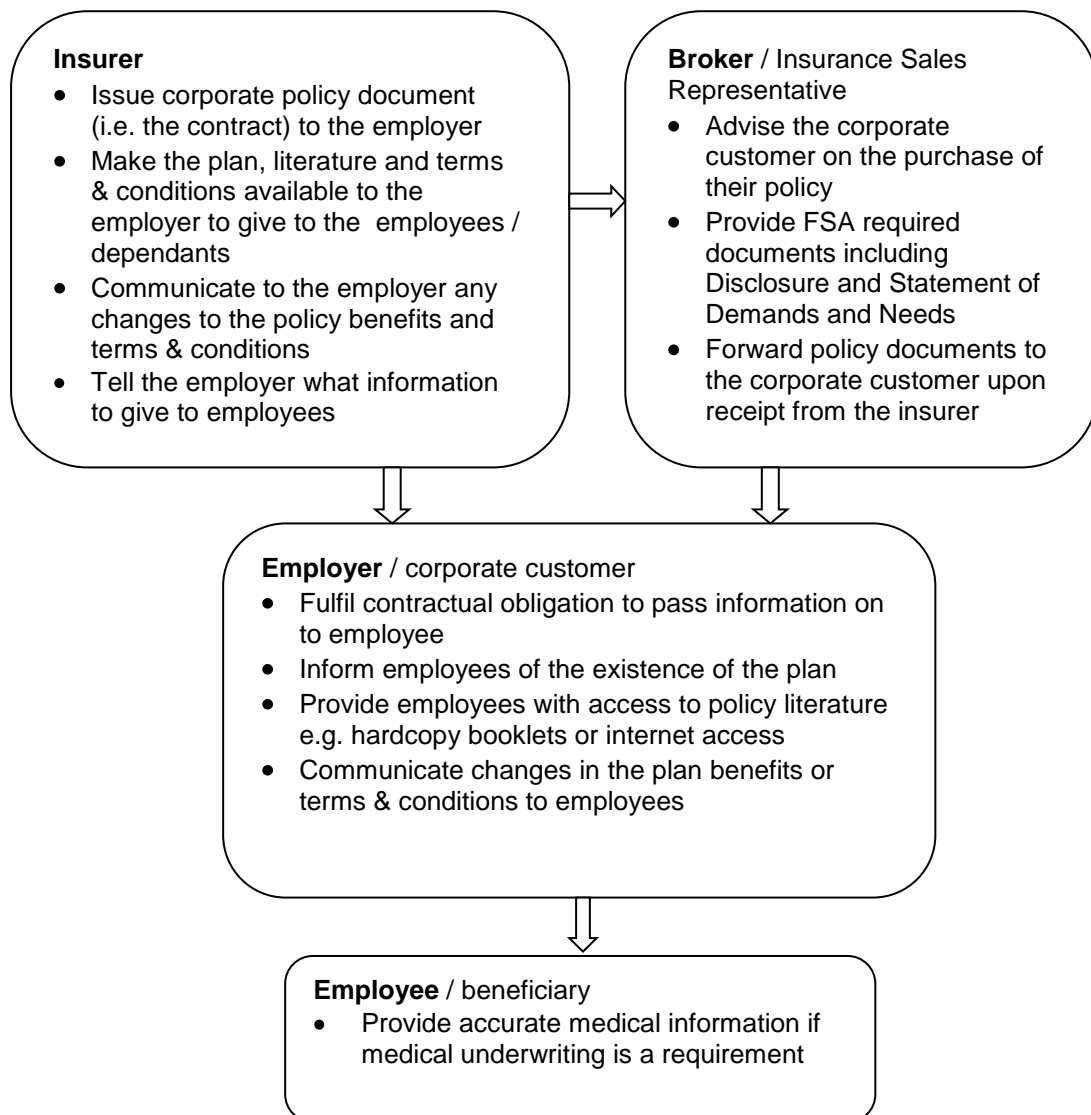 Insurer
• Issue corporate policy document
(i.e. the contract) to the employer
• Make the plan, literature and terms
& conditions available to the
employer to give to the employees /
dependants
• Communicate to the employer any
changes to the policy benefits and
terms & conditions
• Tell the employer what information
to give to employees
Broker / Insurance Sales
Representative
• Advise the corporate
customer on the purchase of
their policy
• Provide FSA required
documents including
Disclosure and Statement of
Demands and Needs
• Forward policy documents to
the corporate customer upon
receipt from the insurer
Employer / corporate customer
• Fulfil contractual obligation to pass information on
to employee
• Inform employees of the existence of the plan
• Provide employees with access to policy literature
e.g. hardcopy booklets or internet access
• Communicate changes in the plan benefits or
terms & conditions to employees
Employee / beneficiary
• Provide accurate medical information if
medical underwriting is a requirement